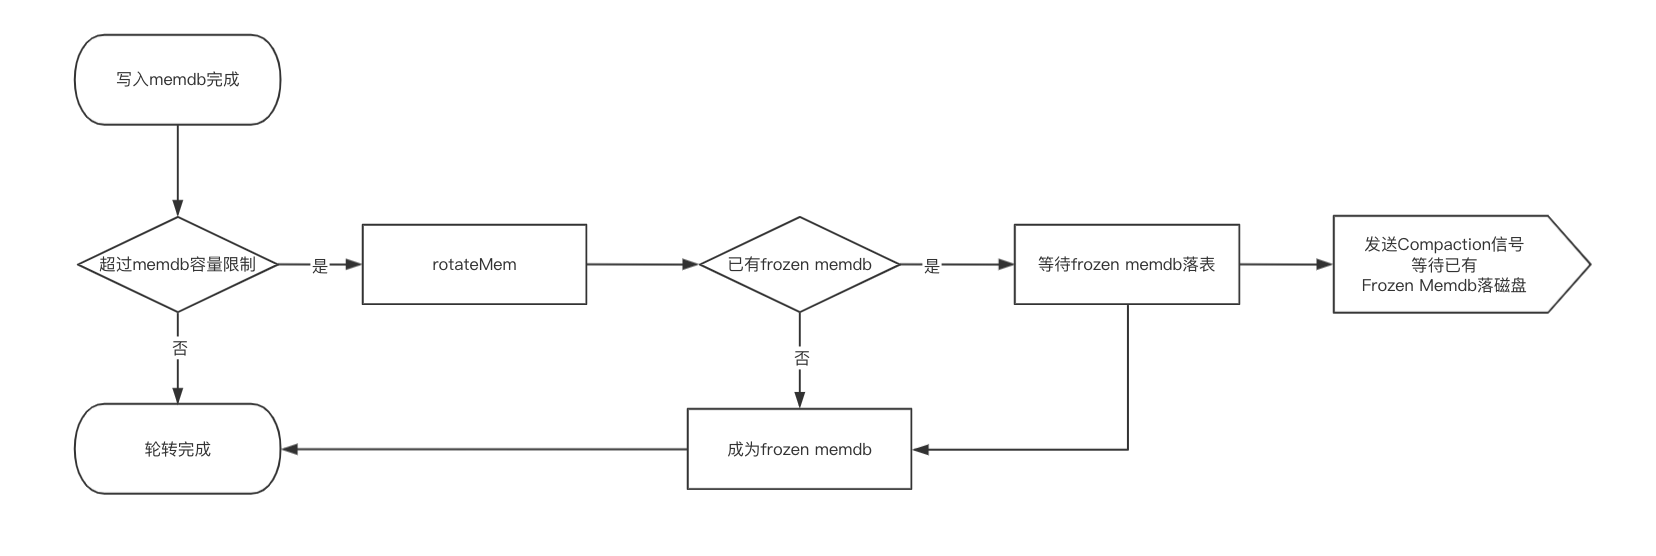 写入memdb完成
超过memdb容量限制
是
rotateMem
已有frozen memdb
是
等待frozen memdb落表
发送Compaction信号
等待已有
Frozen Memdb落磁盘
否
否
轮转完成
成为frozen memdb